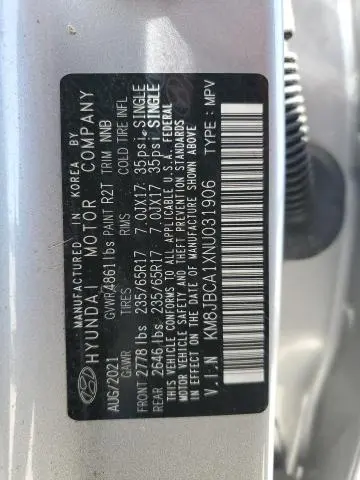 MANUFACTURED IN KOREA BY
HYUNDAI MOTOR COMPANY
AUG/2021 GVWR 4861 lbs PAINT R2T TRIM NNB
GAWR TIRES RIMS COLD TIRE INFL
FRONT 2778 lbs 235/65R17 7.0JX17 35psi SINGLE
REAR 2646 lbs 235/65R17 7.0JX17 35psi SINGLE
THIS VEHICLE CONFORMS TO ALL APPLICABLE U.S.A. FEDERAL
MOTOR VEHICLE SAFETY, BUMPER, AND THEFT PREVENTION STANDARDS
IN EFFECT ON THE DATE OF MANUFACTURE SHOWN ABOVE
V.I.N KM8JBCA1XNU031906 TYPE : MPV